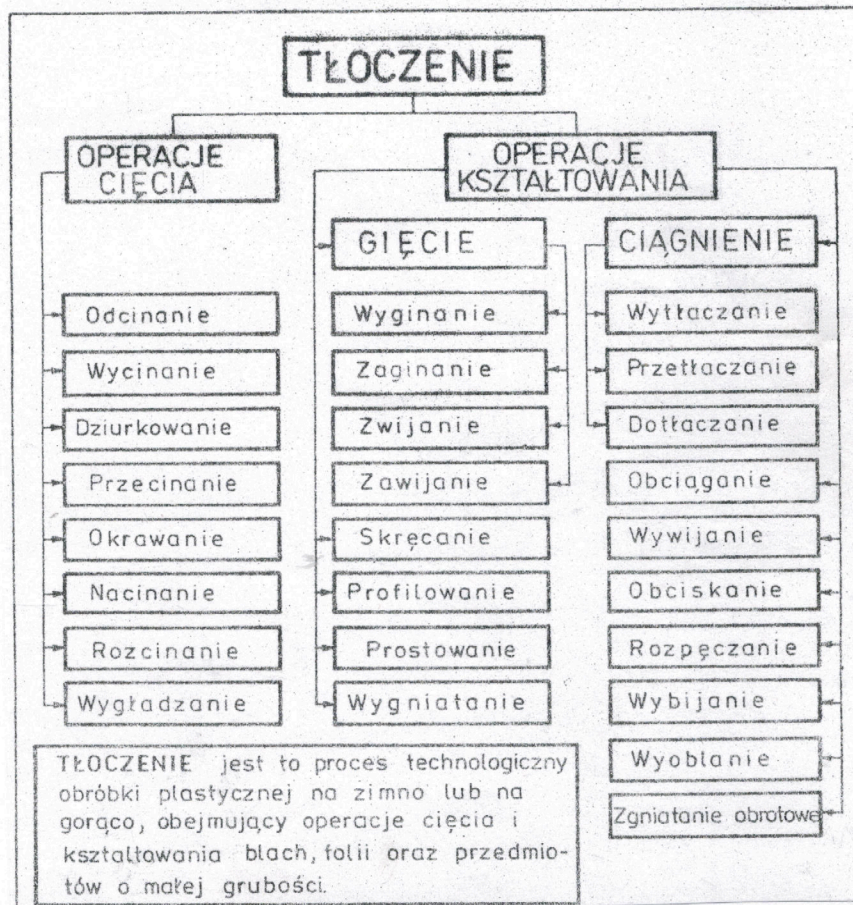 TŁOCZENIE
OPERACJE
CIĘCIA
OPERACJE
KSZTAŁTOWANIA
GIĘCIE
CIĄGNIENIE
Odcinanie
Wycinanie
Dziurkowanie
Przecinanie
Okrawanie
Nacinanie
Rozcinanie
Wygładzanie
Wyginanie
Zaginanie
Zwijanie
Zawijanie
Skręcanie
Profilowanie
Prostowanie
Wygniatanie
Wytłaczanie
Przetłaczanie
Dotłaczanie
Obciąganie
Wywijanie
Obciskanie
Rozpęczanie
Wybijanie
Wyoblanie
Zgniatanie obrotowe
TŁOCZENIE jest to proces technologiczny
obróbki plastycznej na zimno lub na
gorąco, obejmujący operacje cięcia i
kształtowania blach, folii oraz przedmio-
tów o małej grubości.